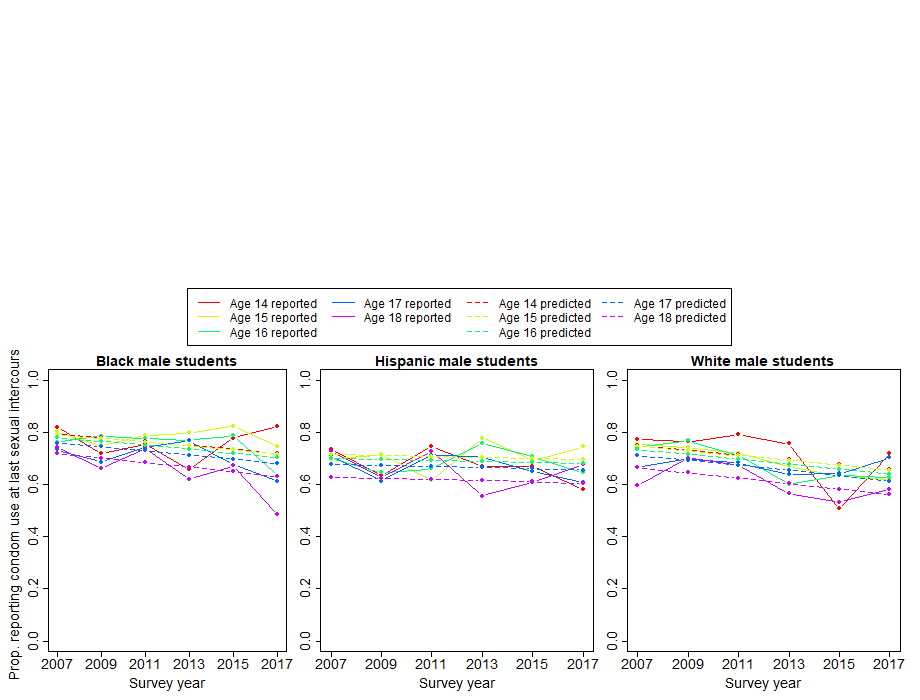 Age 14 reported Age 17 reported Age 14 predicted Age 17 predicted
Age 15 reported Age 18 reported Age 15 predicted Age 18 predicted
Age 16 reported Age 16 predicted
Prop. reporting condom use at last sexual intercours
Black male students
1.0
0.8
0.6
0.4
0.2
0.0
2007 2009 2011 2013 2015 2017
Survey year
Hispanic male students
1.0
0.8
0.6
0.4
0.2
0.0
2007 2009 2011 2013 2015 2017
Survey year
White male students
1.0
0.8
0.6
0.4
0.2
0.0
2007 2009 2011 2013 2015 2017
Survey year